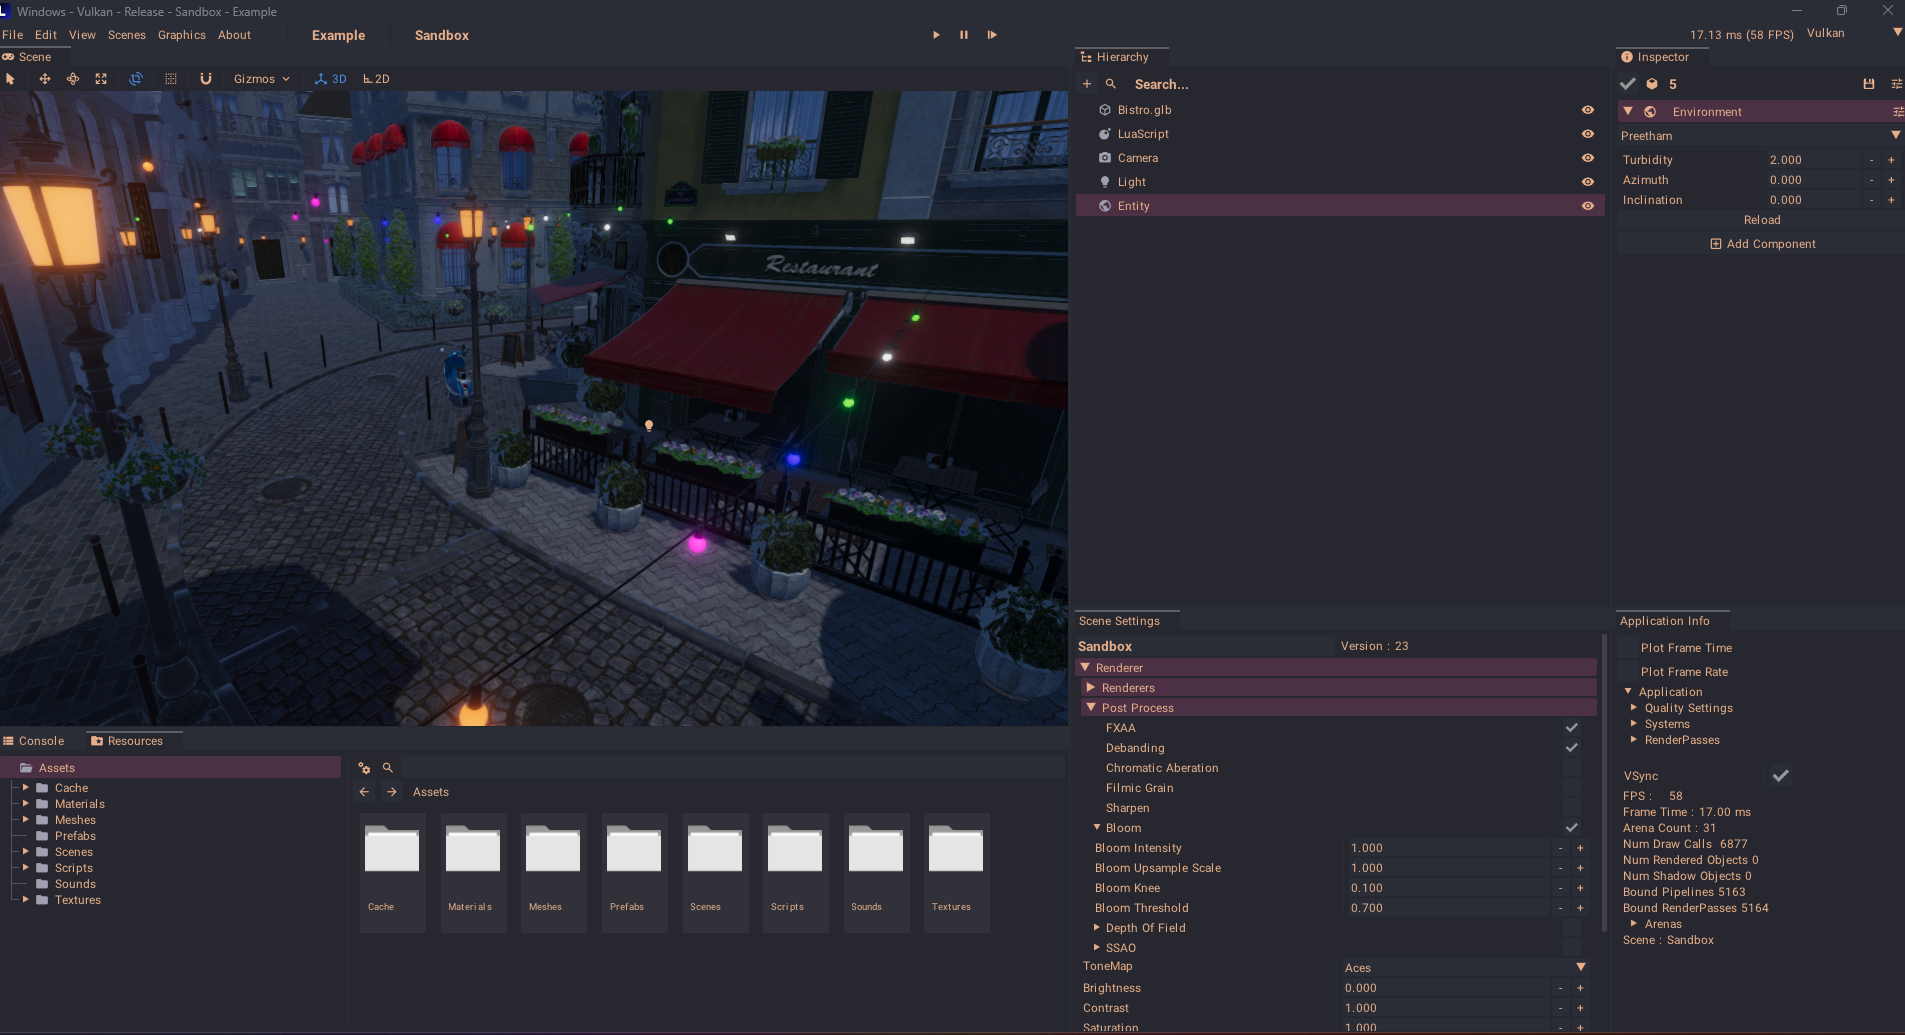 Windows - Vulkan - Release - Sandbox - Example
File Edit View Scenes Graphics About
Example
Sandbox
17.13 ms (58 FPS)
Vulkan
Scene
Gizmos
3D
2D
Restaurant
Hierarchy
Search...
Bistro.glb
LuaScript
Camera
Light
Entity
Inspector
5
Environment
Preetham
Turbidity 2.000 - +
Azimuth 0.000 - +
Inclination 0.000 - +
Reload
Add Component
Console
Resources
Assets
Cache
Materials
Meshes
Prefabs
Scenes
Scripts
Sounds
Textures
Assets
Cache
Materials
Meshes
Prefabs
Scenes
Scripts
Sounds
Textures
Scene Settings
Sandbox Version : 23
Renderer
Renderers
Post Process
FXAA
Debanding
Chromatic Aberation
Filmic Grain
Sharpen
Bloom
Bloom Intensity 1.000 - +
Bloom Upsample Scale 1.000 - +
Bloom Knee 0.100 - +
Bloom Threshold 0.700 - +
Depth Of Field
SSAO
ToneMap Aces
Brightness 0.000 - +
Contrast 1.000 - +
Saturation 1.000 - +
Application Info
Plot Frame Time
Plot Frame Rate
Application
Quality Settings
Systems
RenderPasses
VSync
FPS : 58
Frame Time : 17.00 ms
Arena Count : 31
Num Draw Calls 6877
Num Rendered Objects 0
Num Shadow Objects 0
Bound Pipelines 5163
Bound RenderPasses 5164
Arenas
Scene : Sandbox